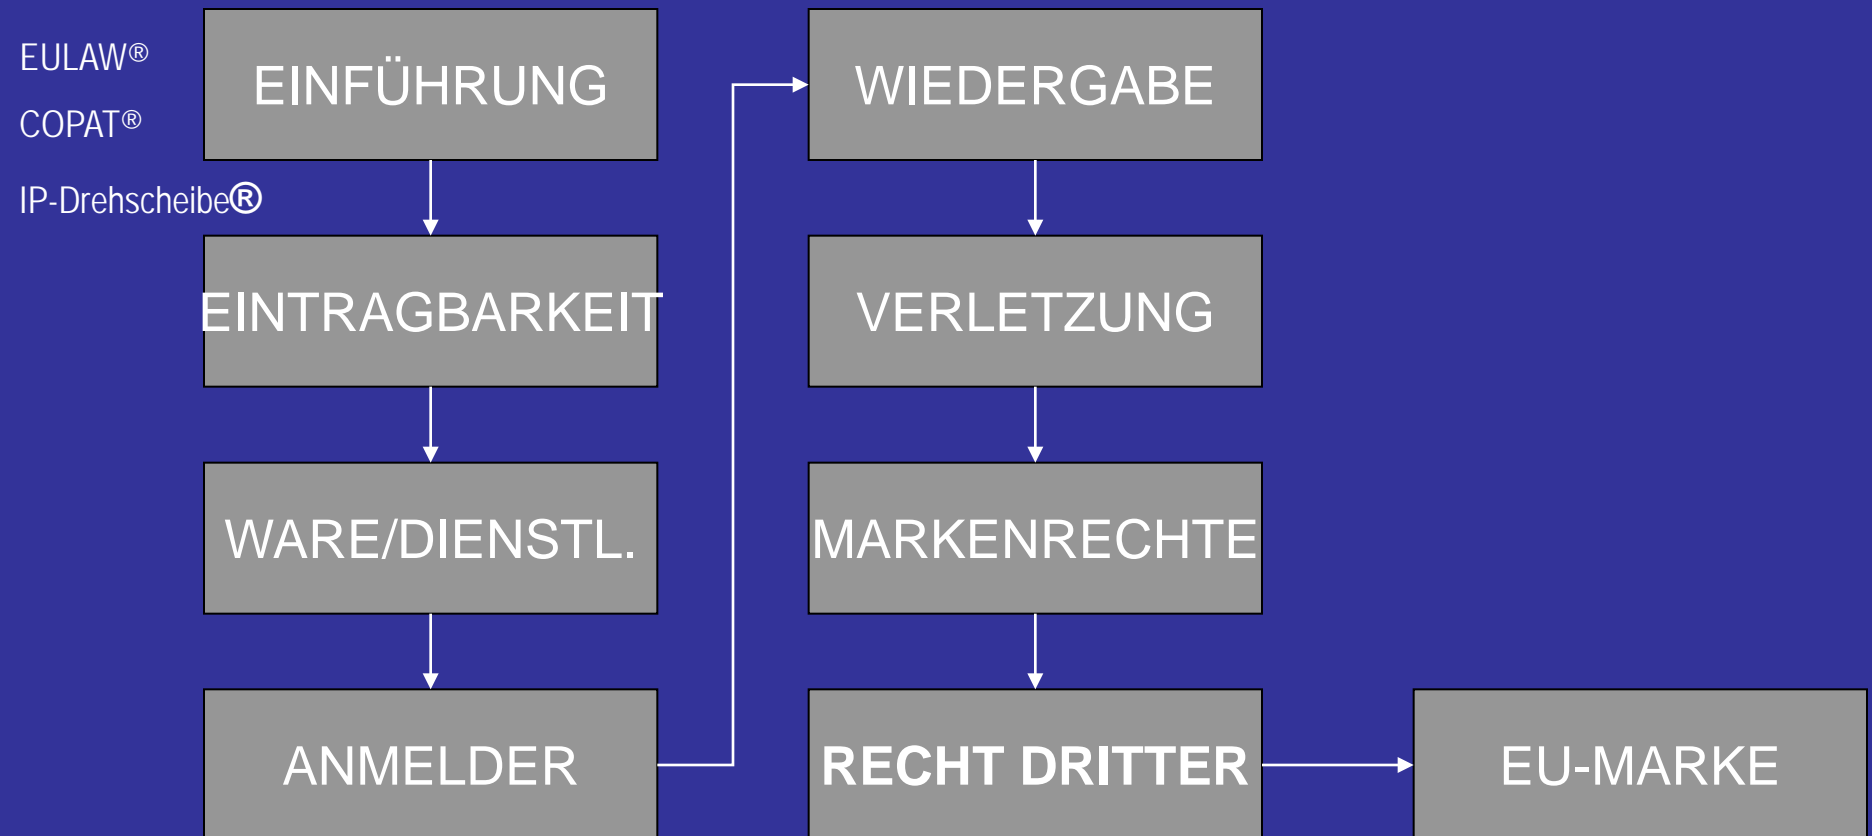 EULAW®
COPAT®
IP-Drehscheibe®
EINFÜHRUNG
EINTRAGBARKEIT
WARE/DIENSTL.
ANMELDER
WIEDERGABE
VERLETZUNG
MARKENRECHTE
RECHT DRITTER
EU-MARKE